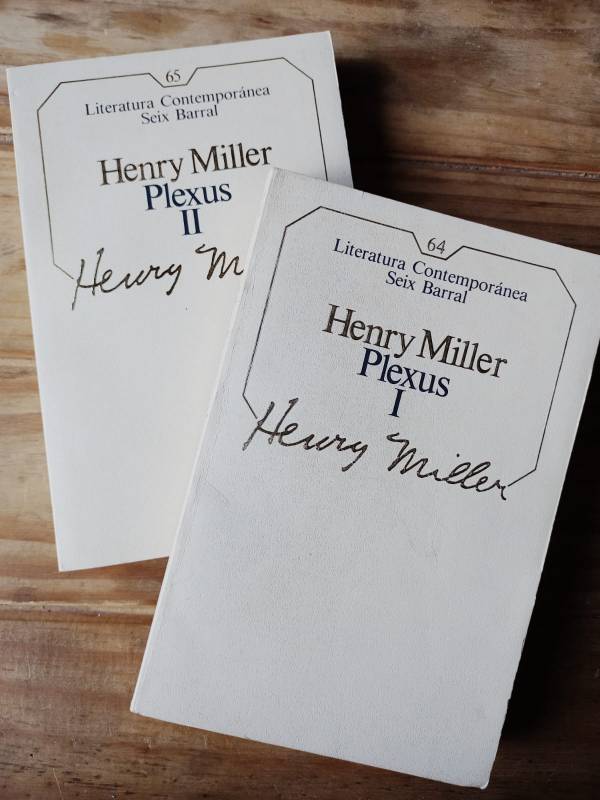 65
Literatura Contemporánea
Seix Barral
Henry Miller
Plexus
II
Henry M
64
Literatura Contemporánea
Seix Barral
Henry Miller
Plexus
I
Henry Miller